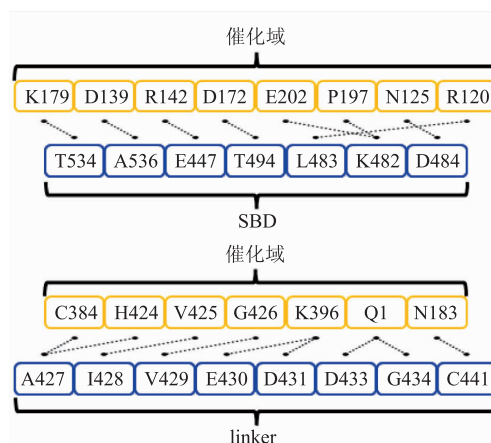 催化域
K179 D139 R142 D172 E202 P197 N125 R120
T534 A536 E447 T494 L483 K482 D484
SBD
催化域
C384 H424 V425 G426 K396 Q1 N183
A427 I428 V429 E430 D431 D433 G434 C441
linker